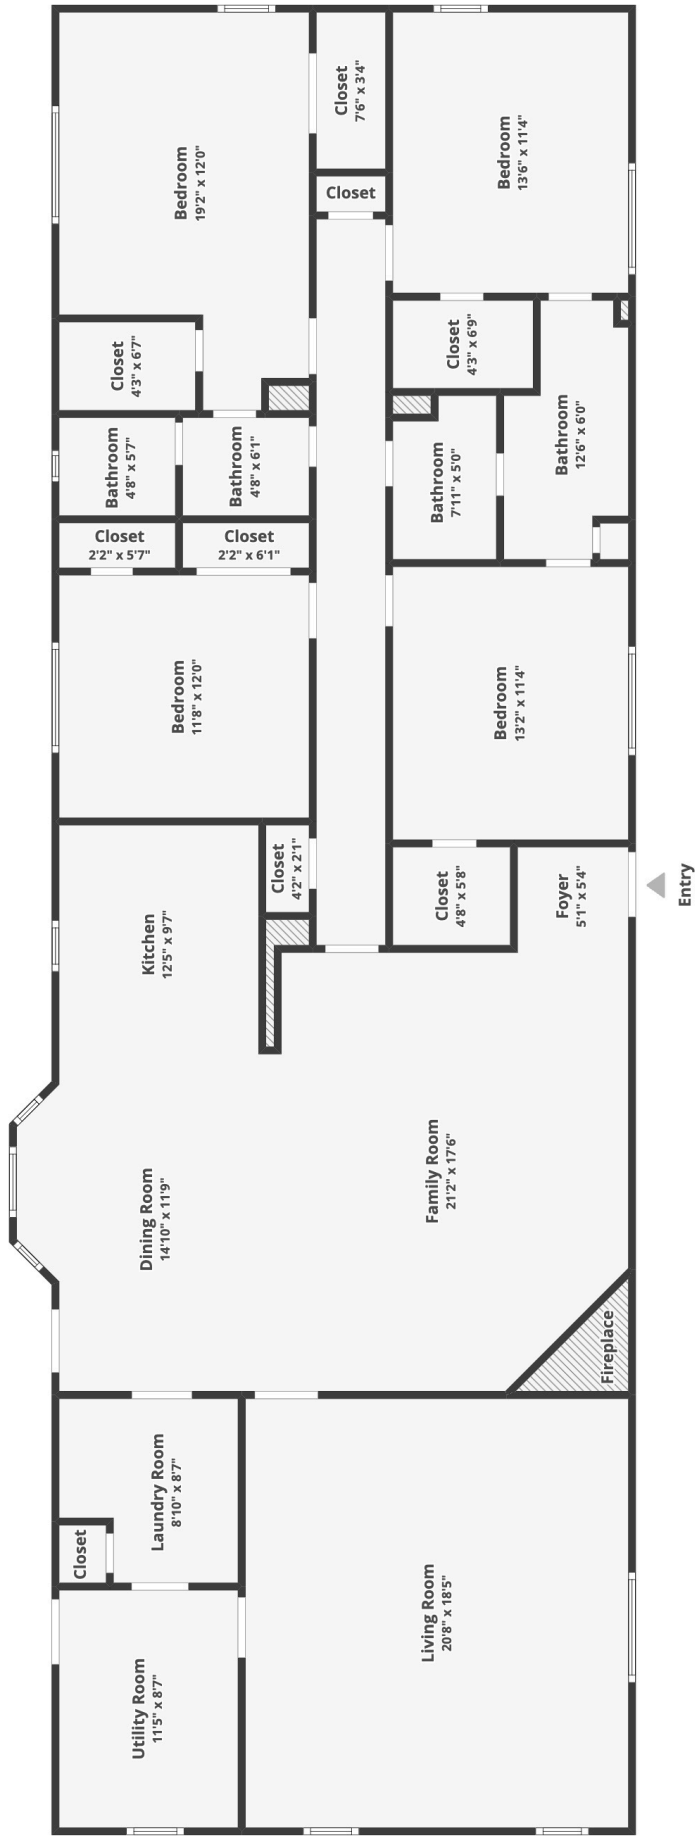 Closet
7'6" x 3'4"
Bedroom
13'6" x 11'4"
Bedroom
19'2" x 12'0"
Closet
Closet
4'3" x 6'9"
Closet
4'3" x 6'7"
Bathroom
12'6" x 6'0"
Bathroom
4'8" x 5'7"
Bathroom
4'8" x 6'1"
Bathroom
7'11" x 5'0"
Closet
2'2" x 5'7"
Closet
2'2" x 6'1"
Bedroom
11'8" x 12'0"
Bedroom
13'2" x 11'4"
Closet
4'2" x 2'1"
Closet
4'8" x 5'8"
Foyer
5'1" x 5'4"
Entry
Kitchen
12'5" x 9'7"
Family Room
21'2" x 17'6"
Dining Room
14'10" x 11'9"
Fireplace
Laundry Room
8'10" x 8'7"
Closet
Living Room
20'8" x 18'5"
Utility Room
11'5" x 8'7"